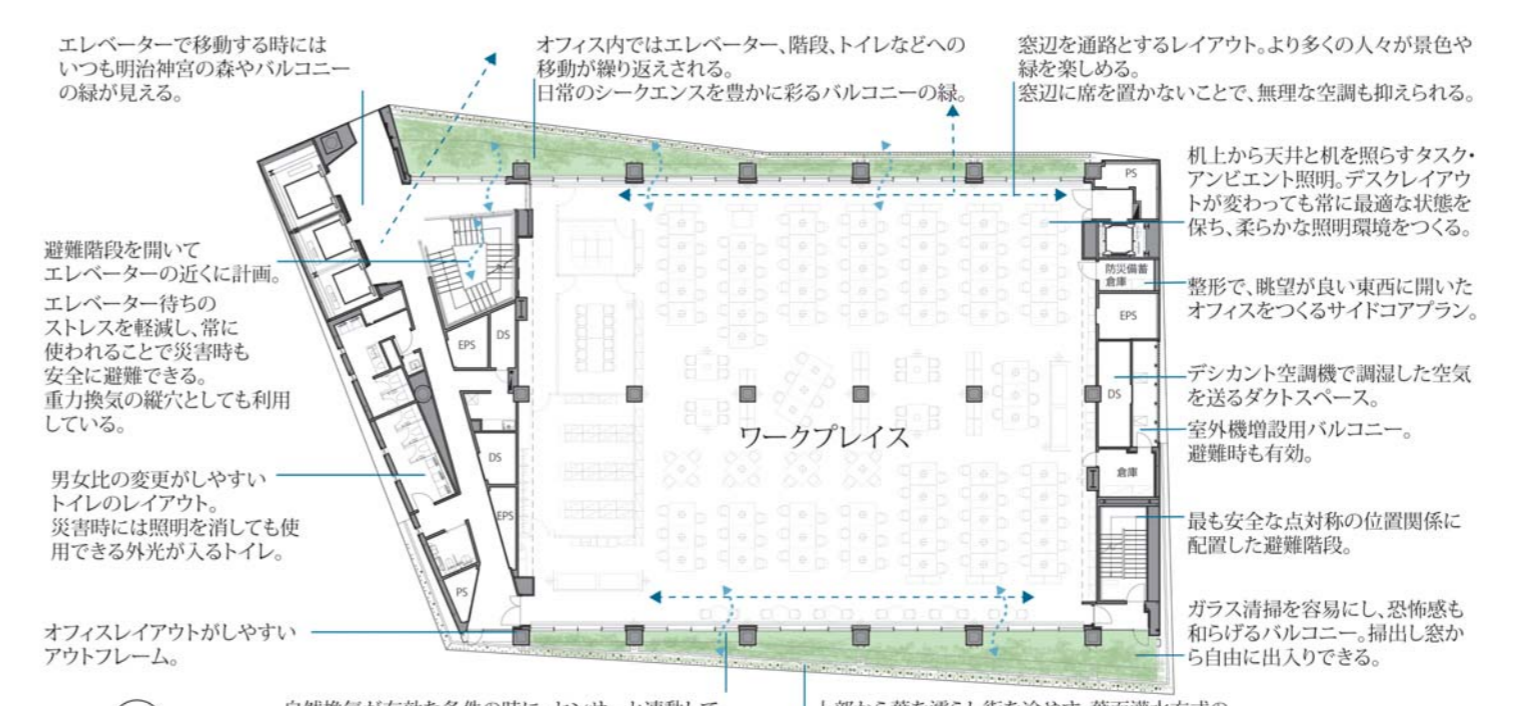 エレベーターで移動する時には
いつも明治神宮の森やバルコニー
の緑が見える。
オフィス内ではエレベーター、階段、トイレなどへの
移動が繰り返えされる。
日常のシークエンスを豊かに彩るバルコニーの緑。
窓辺を通路とするレイアウト。より多くの人々が景色や
緑を楽しめる。
窓辺に席を置かないことで、無理な空調も抑えられる。
机上から天井と机を照らすタスク・
アンビエント照明。デスクレイアウ
トが変わっても常に最適な状態を
保ち、柔らかな照明環境をつくる。
避難階段を開いて
エレベーターの近くに計画。
エレベーター待ちの
ストレスを軽減し、常に
使われることで災害時も
安全に避難できる。
重力換気の縦穴としても利用
している。
整形で、眺望が良い東西に開いた
オフィスをつくるサイドコアプラン。
デシカント空調機で調湿した空気
を送るダクトスペース。
室外機増設用バルコニー。
避難時も有効。
男女比の変更がしやすい
トイレのレイアウト。
災害時には照明を消しても使
用できる外光が入るトイレ。
最も安全な点対称の位置関係に
配置した避難階段。
オフィスレイアウトがしやすい
アウトフレーム。
ガラス清掃を容易にし、恐怖感も
和らげるバルコニー。掃出し窓か
ら自由に出入りできる。
PS
防災備蓄
倉庫
EPS
DS
倉庫
EPS
DS
DS
EPS
PS
ワークプレイス